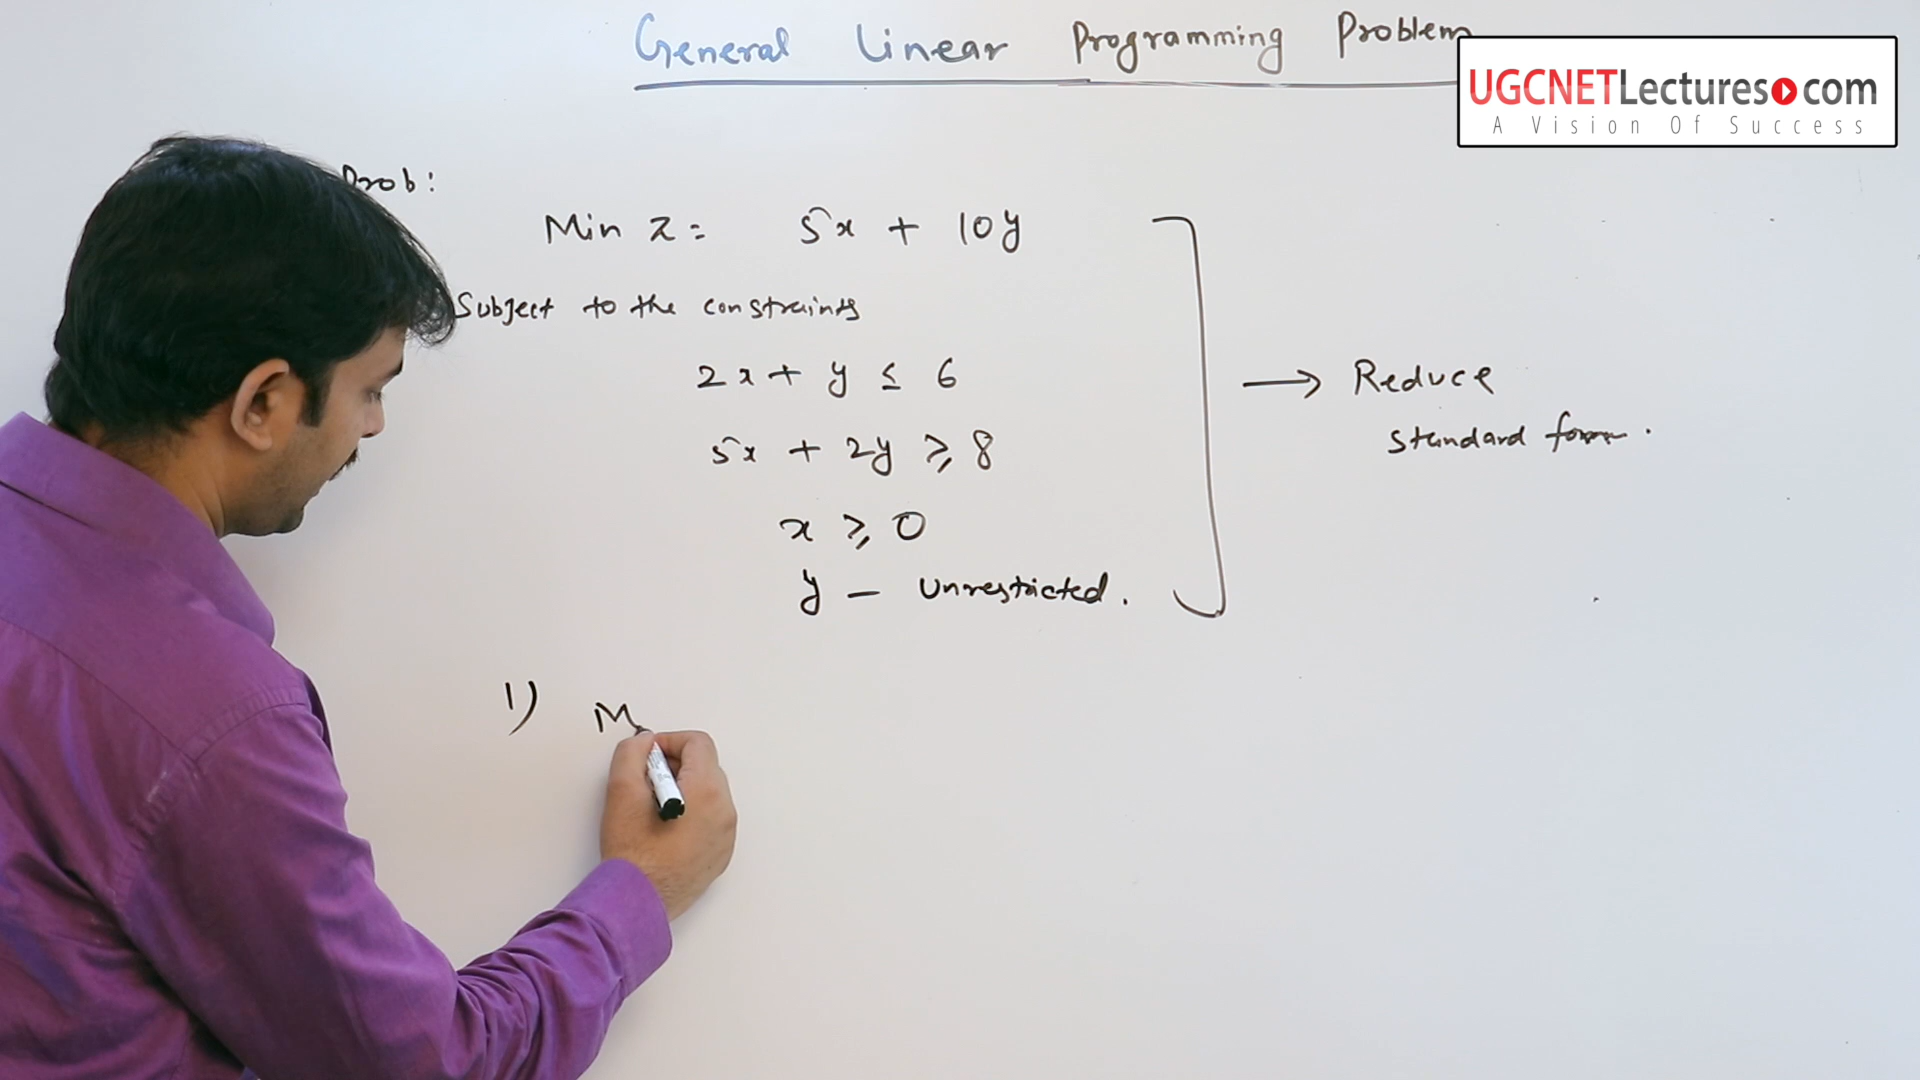 General Linear Programming Problem
UGCNETLectures.com
A Vision Of Success
Prob:
Min Z = 5x + 10y
Subject to the constraints
2x + y ≤ 6
5x + 2y ≥ 8
x ≥ 0
y - Unrestricted.
→ Reduce
standard form.
1) M